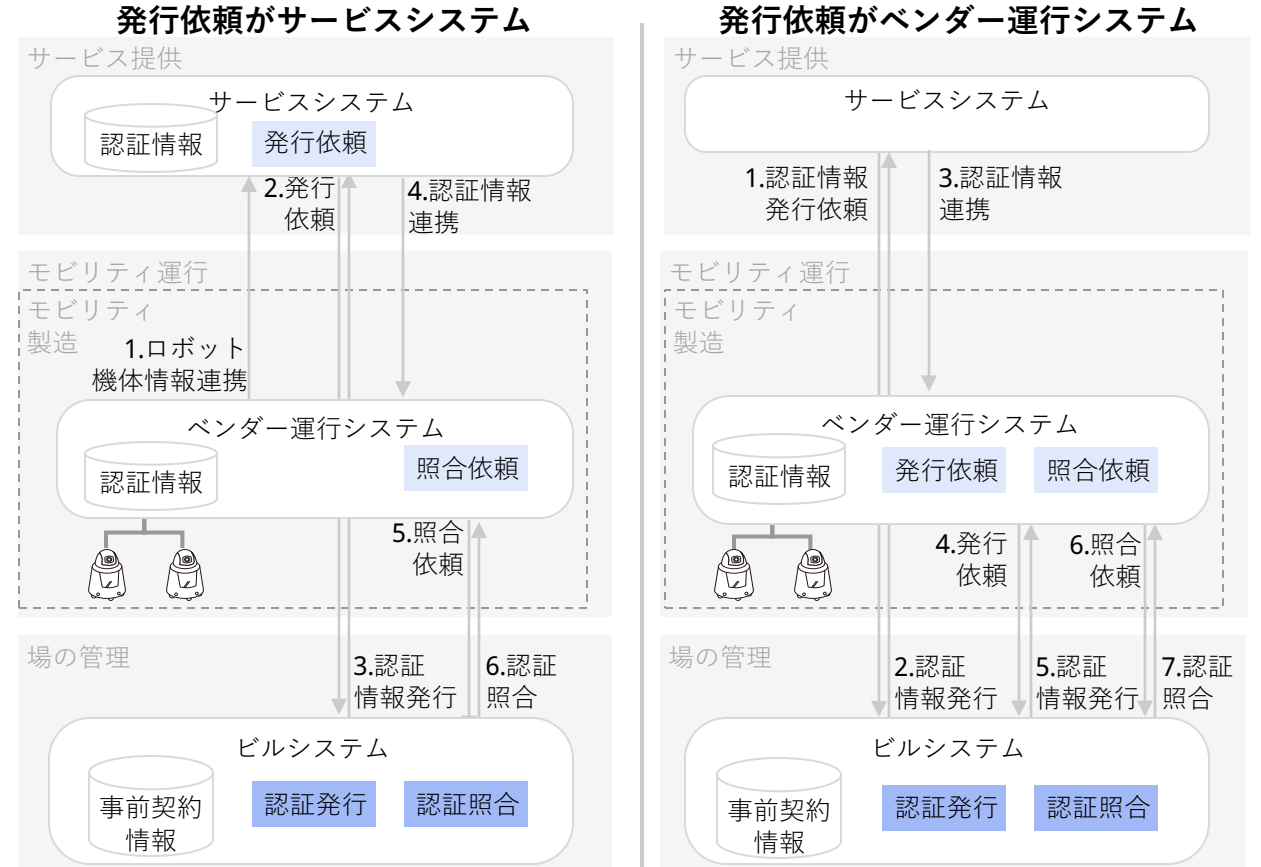 発行依頼がサービスシステム
サービス提供
サービスシステム
認証情報
発行依頼
2.発行
依頼
4.認証情報
連携
モビリティ運行
モビリティ
製造
1.ロボット
機体情報連携
ベンダー運行システム
認証情報
照合依頼
5.照合
依頼
場の管理
3.認証
情報発行
6.認証
照合
ビルシステム
事前契約
情報
認証発行
認証照合
発行依頼がベンダー運行システム
サービス提供
サービスシステム
1.認証情報
発行依頼
3.認証情報
連携
モビリティ運行
モビリティ
製造
ベンダー運行システム
認証情報
発行依頼
照合依頼
4.発行
依頼
6.照合
依頼
場の管理
2.認証
情報発行
5.認証
情報発行
7.認証
照合
ビルシステム
事前契約
情報
認証発行
認証照合